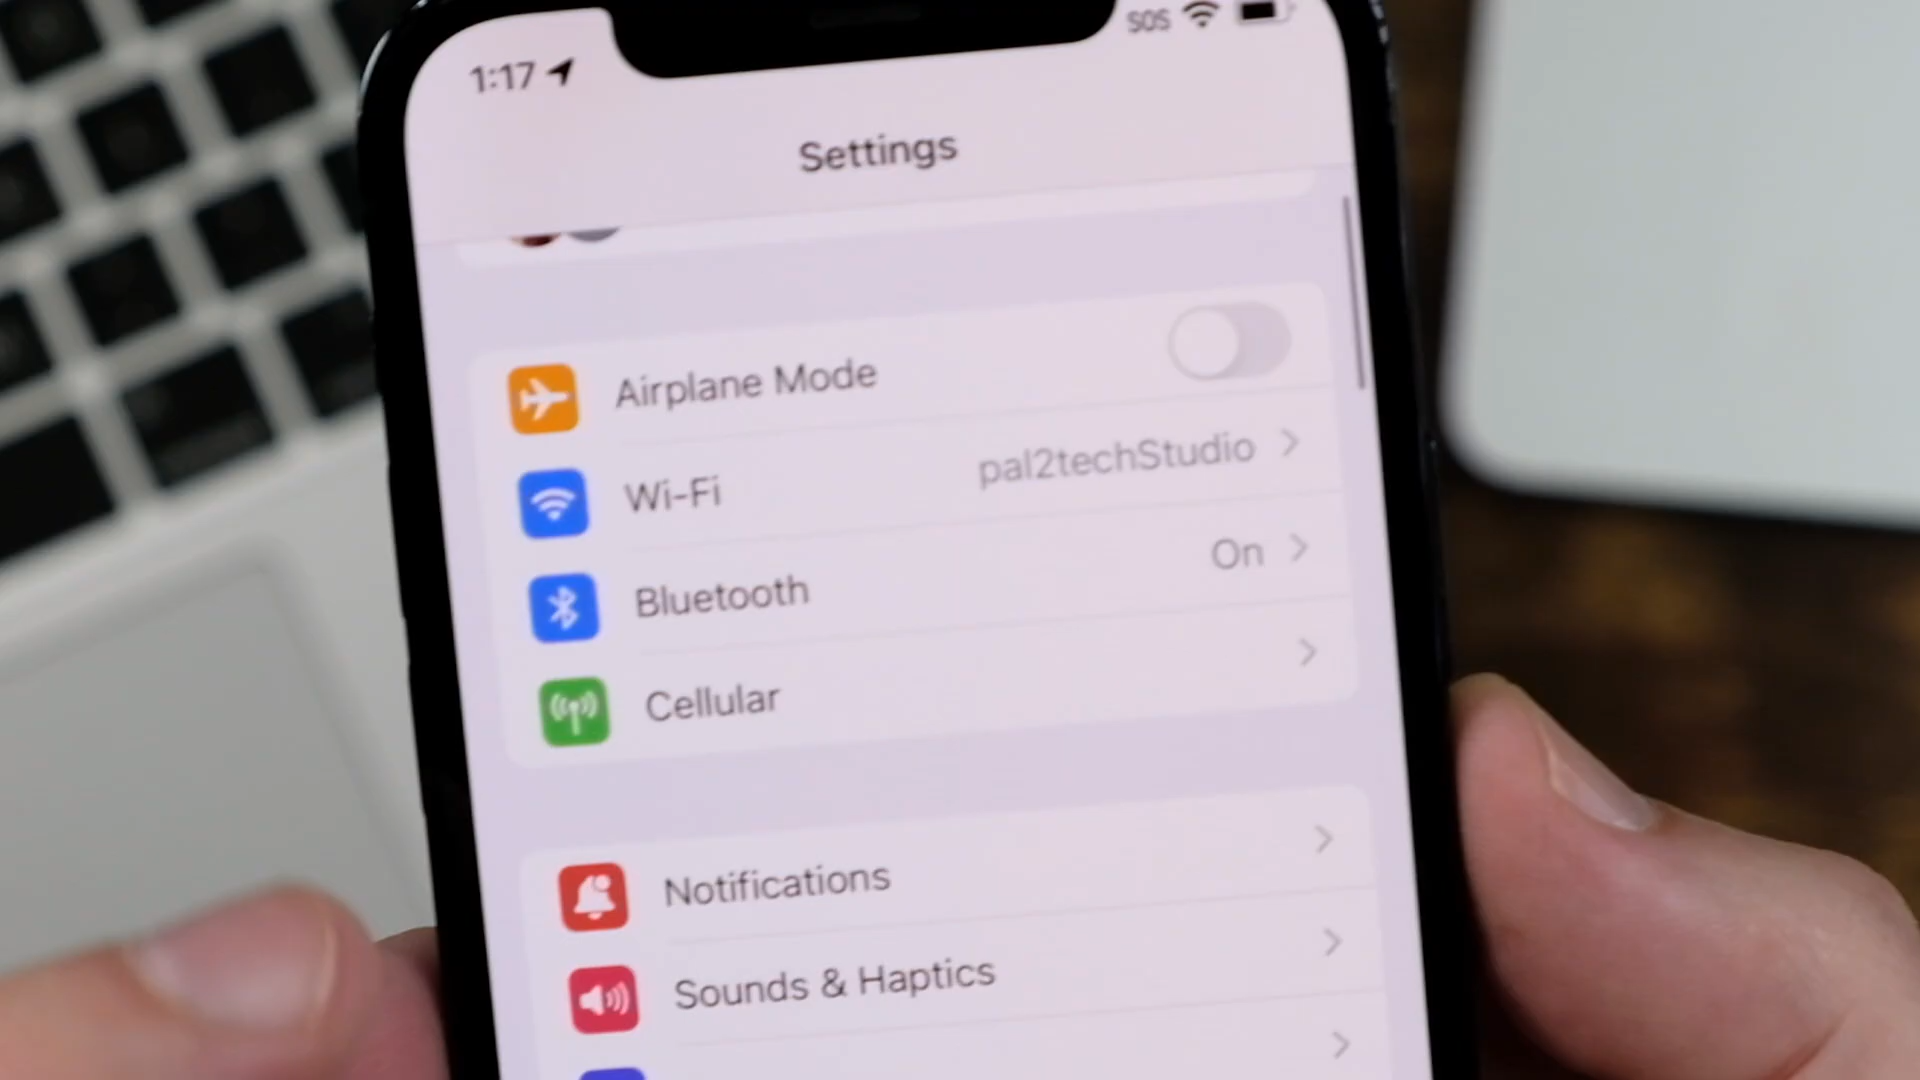 1:17
SOS
Settings
Airplane Mode
Wi-Fi
pal2techStudio
Bluetooth
On
Cellular
Notifications
Sounds & Haptics